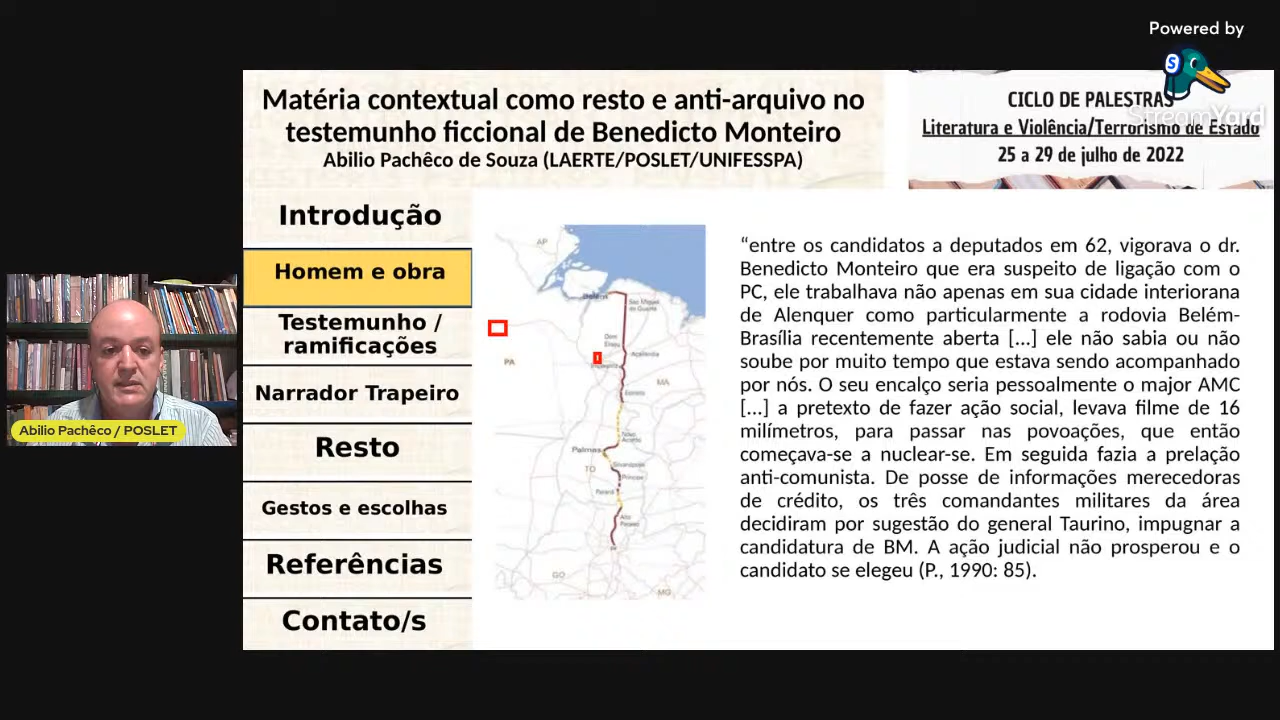 Powered by
StreamYard
Matéria contextual como resto e anti-arquivo no
testemunho ficcional de Benedicto Monteiro
Abilio Pachêco de Souza (LAERTE/POSLET/UNIFESSPA)
CICLO DE PALESTRAS
Literatura e Violência/Terrorismo de Estado
25 a 29 de julho de 2022
Introdução
Homem e obra
Testemunho /
ramificações
Narrador Trapeiro
Resto
Gestos e escolhas
Referências
Contato/s
AP
PA
MA
Palmas
TO
GO
MG
“entre os candidatos a deputados em 62, vigorava o dr.
Benedicto Monteiro que era suspeito de ligação com o
PC, ele trabalhava não apenas em sua cidade interiorana
de Alenquer como particularmente a rodovia Belém-
Brasília recentemente aberta [...] ele não sabia ou não
soube por muito tempo que estava sendo acompanhado
por nós. O seu encalço seria pessoalmente o major AMC
[...] a pretexto de fazer ação social, levava filme de 16
milímetros, para passar nas povoações, que então
começava-se a nuclear-se. Em seguida fazia a prelação
anti-comunista. De posse de informações merecedoras
de crédito, os três comandantes militares da área
decidiram por sugestão do general Taurino, impugnar a
candidatura de BM. A ação judicial não prosperou e o
candidato se elegeu (P., 1990: 85).
Abilio Pachêco / POSLET